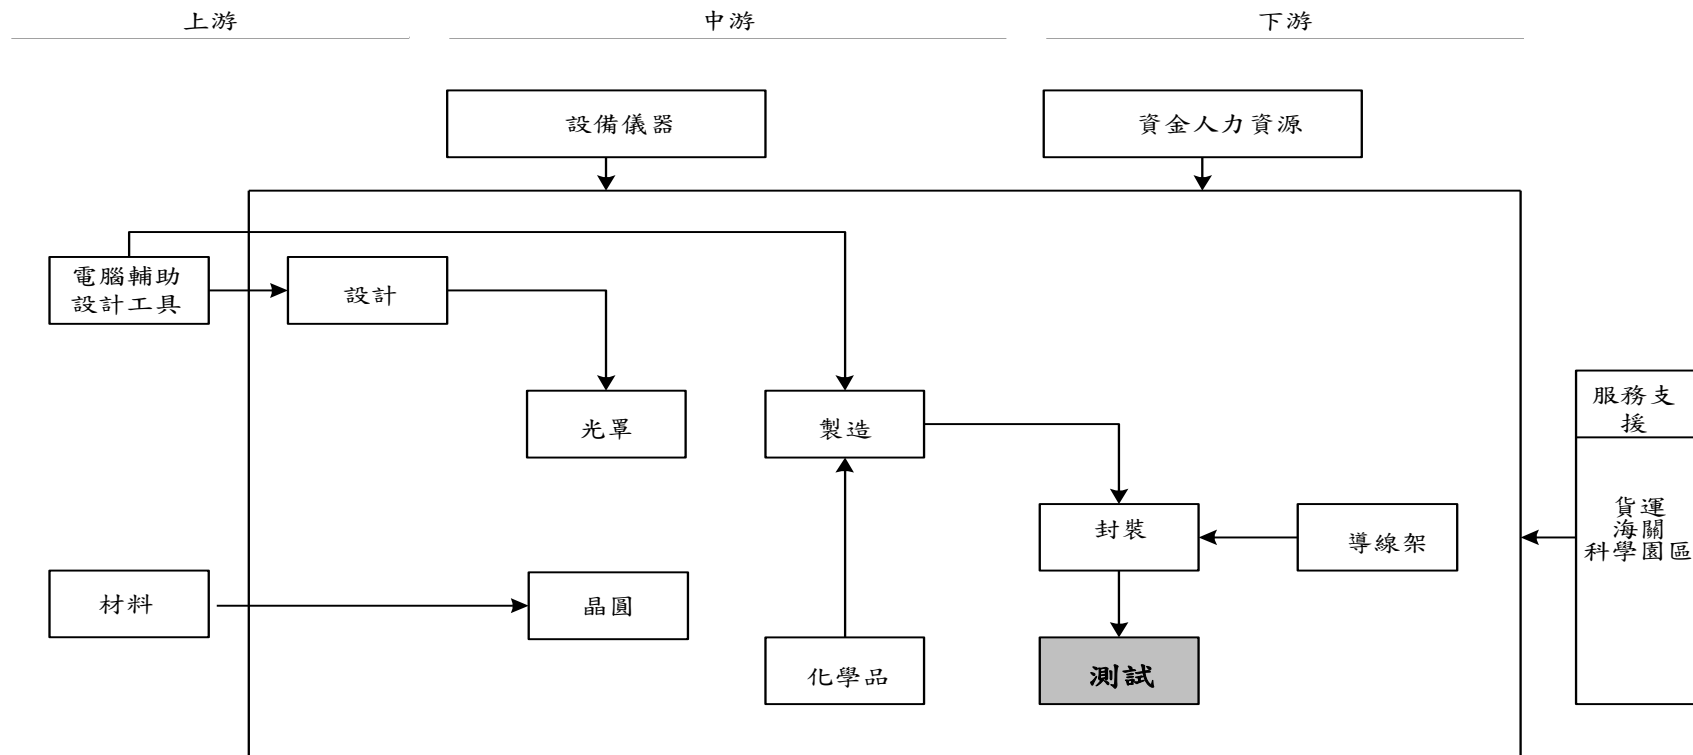 上游
中游
下游
設備儀器
資金人力資源
電腦輔助
設計工具
設計
光罩
製造
服務支
援
封裝
導線架
貨運
海關
科學園區
材料
晶圓
化學品
測試